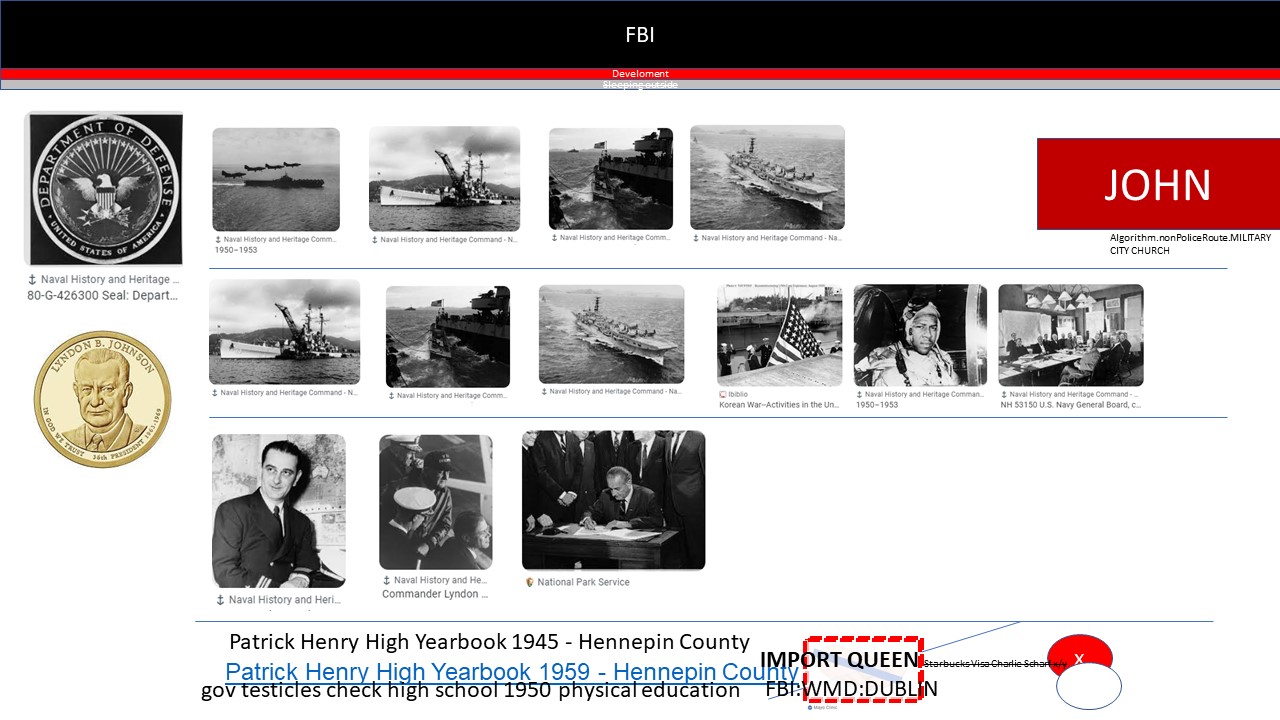 FBI
Develoment
Sleeping outside
DEPARTMENT OF DEFENSE
UNITED STATES OF AMERICA
Naval History and Heritage ...
80-G-426300 Seal: Depart...
LYNDON B. JOHNSON
IN GOD WE TRUST 36th PRESIDENT 1963-1969
Naval History and Heritage Comm..
1950–1953
Naval History and Heritage Command - N...
Naval History and Heritage Comm...
Naval History and Heritage Command - Na...
JOHN
Algorithm.nonPoliceRoute.MILITARY
CITY CHURCH
Naval History and Heritage Command - N...
Naval History and Heritage Comm...
Naval History and Heritage Command - Na...
Ibiblio
Korean War--Activities in the Un...
Naval History and Heritage Comman...
1950–1953
Naval History and Heritage Command - ...
NH 53150 U.S. Navy General Board, c...
Naval History and Heri...
Naval History and He...
Commander Lyndon ...
National Park Service
Patrick Henry High Yearbook 1945 - Hennepin County
Patrick Henry High Yearbook 1959 - Hennepin County
gov testicles check high school 1950 physical education
IMPORT QUEEN
FBI:WMD:DUBLIN
Mayo Clinic
Starbucks Visa Charlie Scharf x/y
X